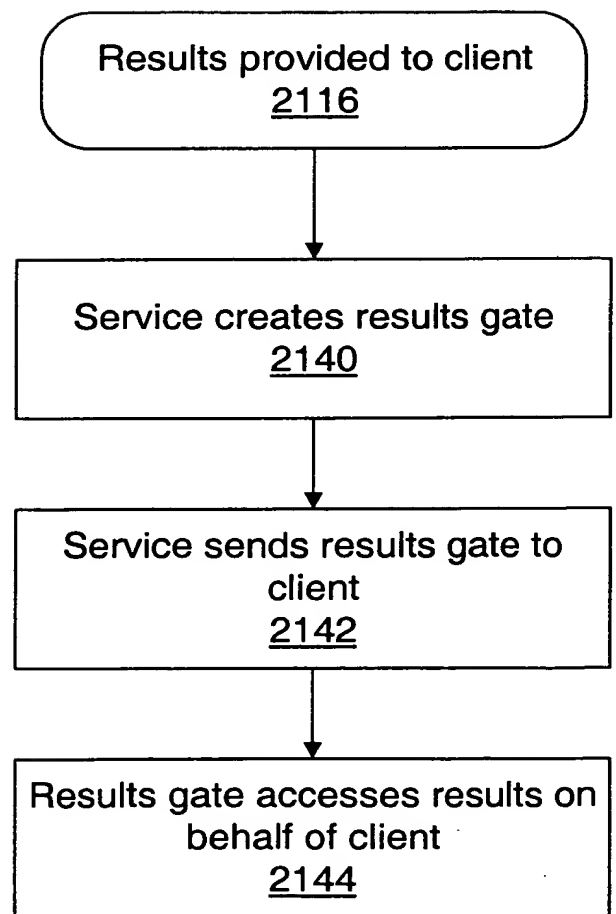 Results provided to client
2116
Service creates results gate
2140
Service sends results gate to
client
2142
Results gate accesses results on
behalf of client
2144